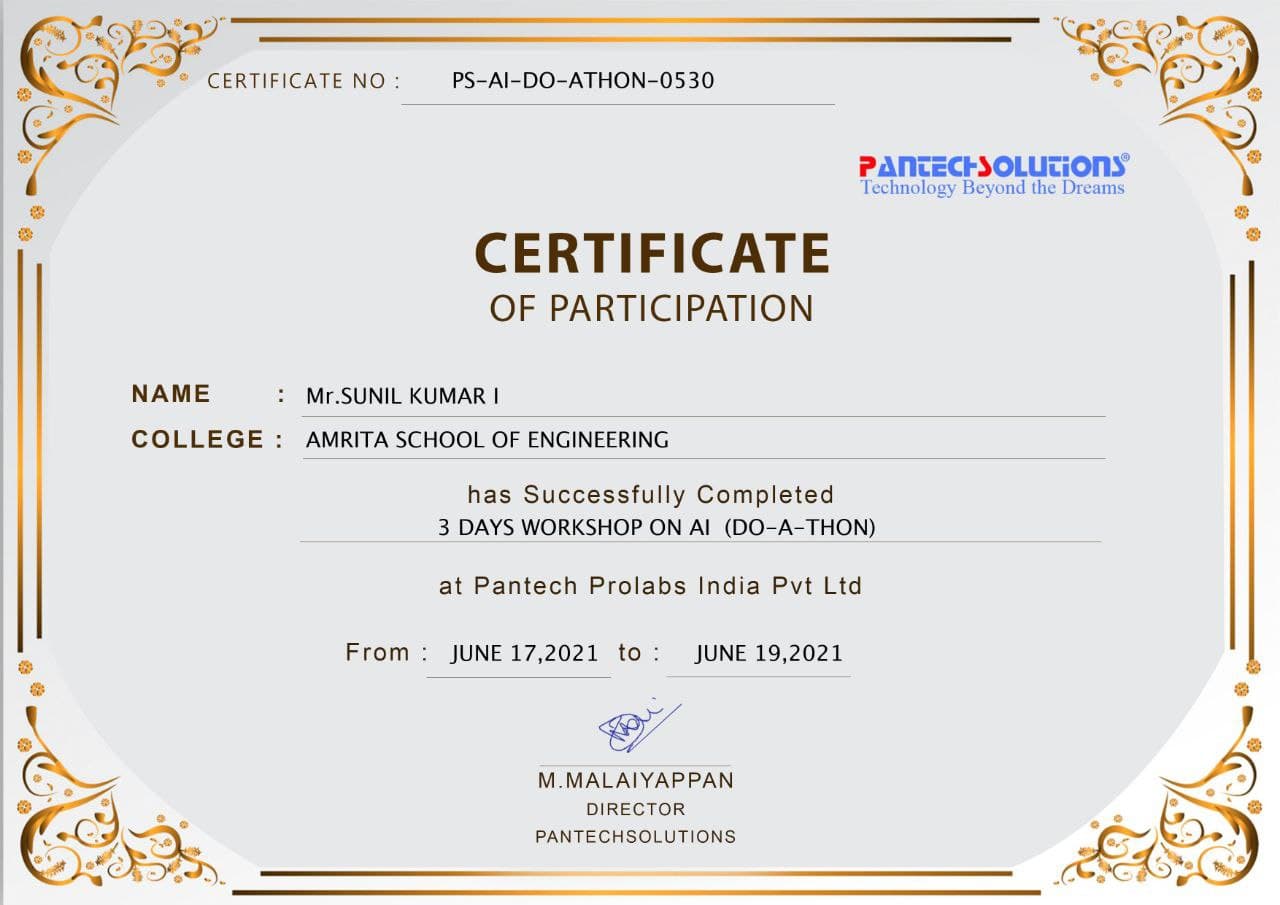 CERTIFICATE NO : PS-AI-DO-ATHON-0530
PANTECHSOLUTIONS®
Technology Beyond the Dreams
CERTIFICATE
OF PARTICIPATION
NAME : Mr.SUNIL KUMAR I
COLLEGE : AMRITA SCHOOL OF ENGINEERING
has Successfully Completed
3 DAYS WORKSHOP ON AI (DO-A-THON)
at Pantech Prolabs India Pvt Ltd
From : JUNE 17,2021 to : JUNE 19,2021
M.MALAIYAPPAN
DIRECTOR
PANTECHSOLUTIONS